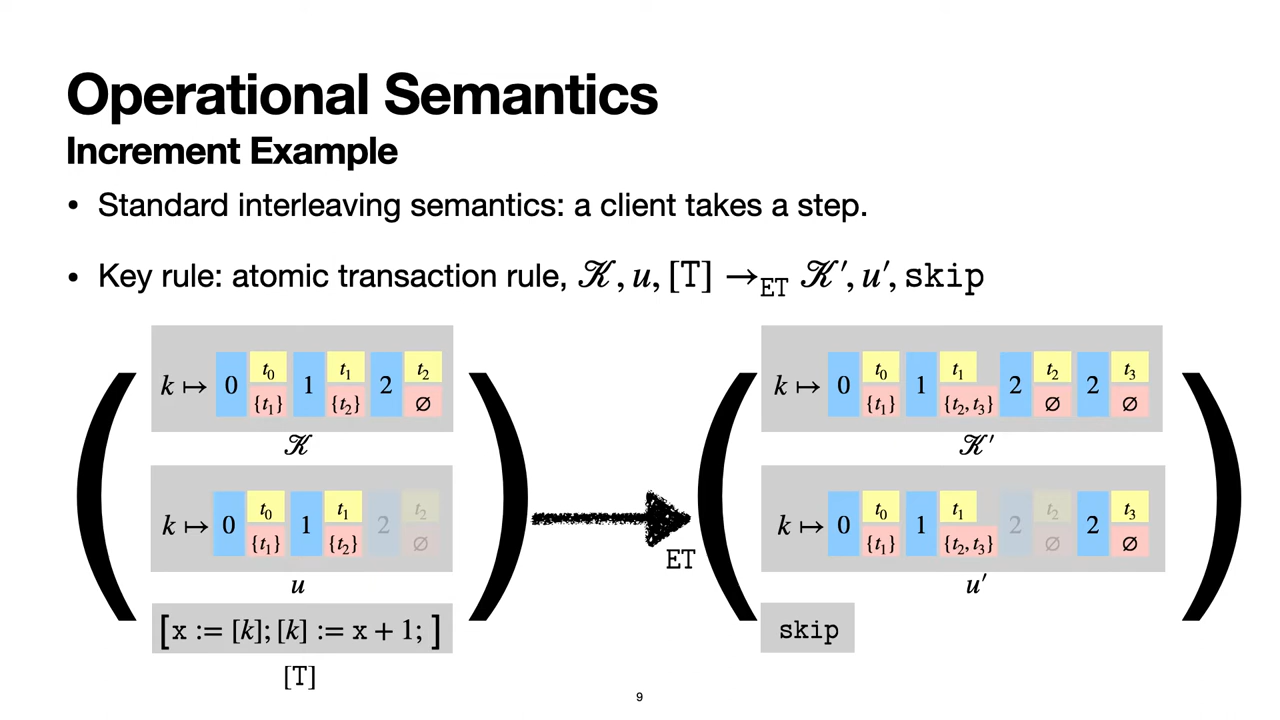 Operational Semantics
Increment Example
• Standard interleaving semantics: a client takes a step.
• Key rule: atomic transaction rule, 𝒦, u, [T] →ET 𝒦′, u′, skip
k ↦ 0 t0 {t1} 1 t1 {t2} 2 t2 ∅
𝒦
k ↦ 0 t0 {t1} 1 t1 {t2} 2 t2 ∅
u
[x := [k]; [k] := x + 1; ]
[T]
ET
k ↦ 0 t0 {t1} 1 t1 {t2, t3} 2 t2 ∅ 2 t3 ∅
𝒦′
k ↦ 0 t0 {t1} 1 t1 {t2, t3} 2 t2 ∅ 2 t3 ∅
u′
skip
9